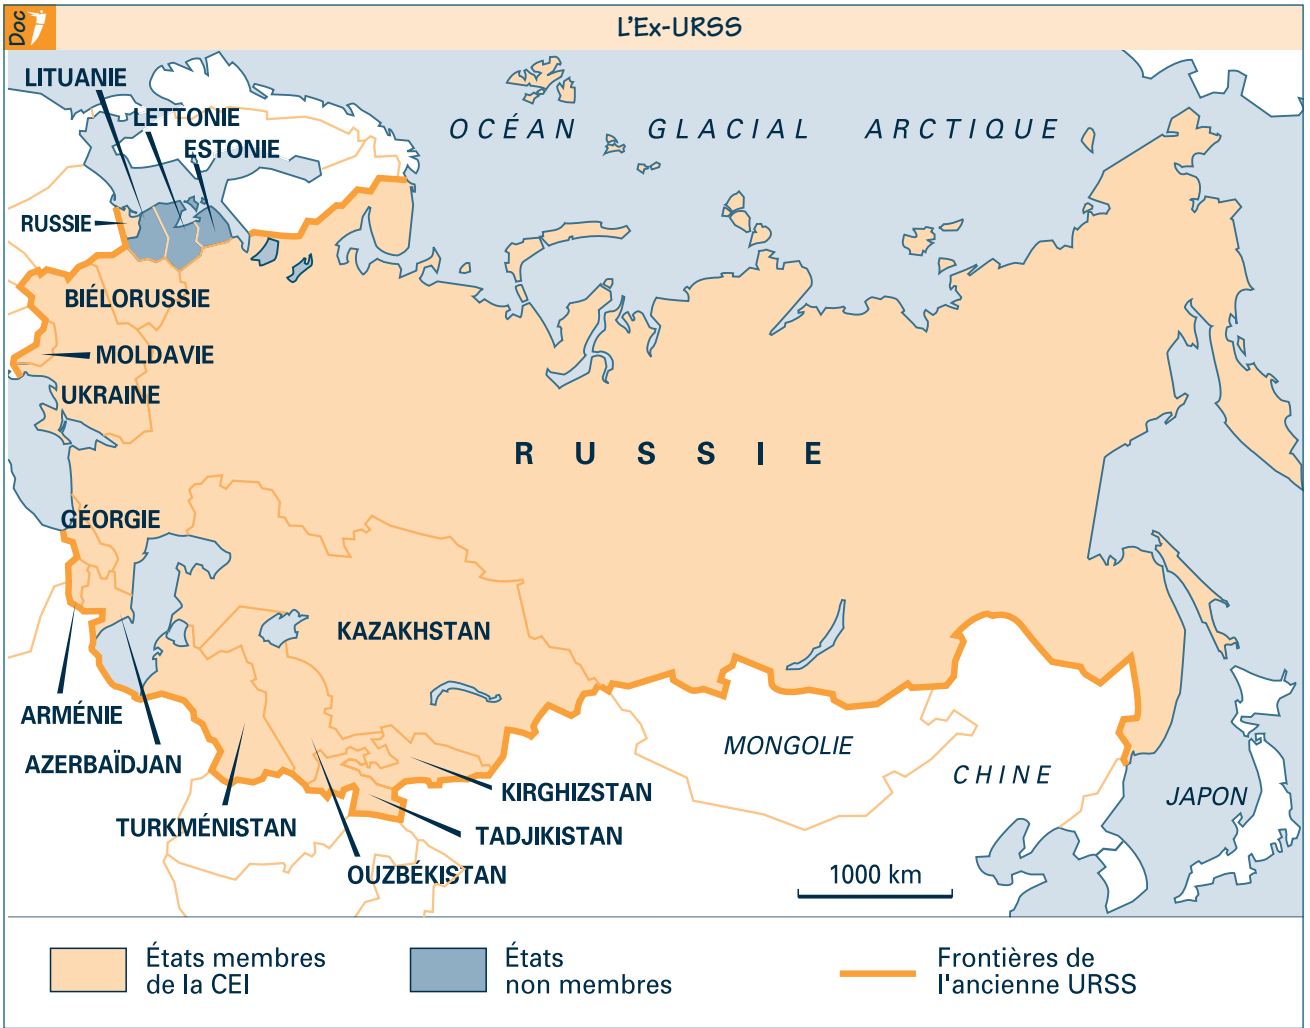 Doc
L'Ex-URSS
LITUANIE
LETTONIE
ESTONIE
OCÉAN GLACIAL ARCTIQUE
RUSSIE
BIÉLORUSSIE
MOLDAVIE
UKRAINE
RUSSIE
GÉORGIE
KAZAKHSTAN
ARMÉNIE
AZERBAÏDJAN
MONGOLIE
CHINE
KIRGHIZSTAN
JAPON
TURKMÉNISTAN
TADJIKISTAN
OUZBÉKISTAN
1000 km
États membres
de la CEI
États
non membres
Frontières de
l'ancienne URSS